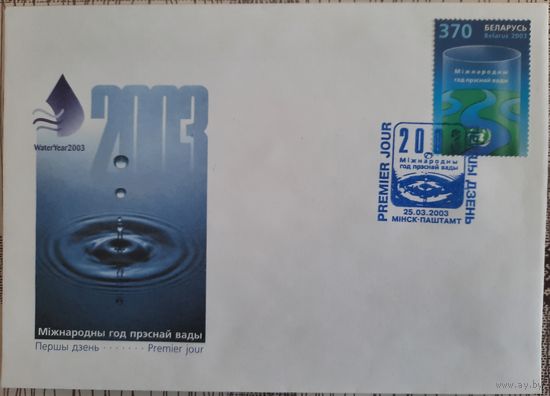 370 БЕЛАРУСЬ
Belarus 2003
Міжнародны
год прэснай вады
WaterYear2003
2003
PREMIER JOUR
2003
Міжнародны
год прэснай вады
25.03.2003
МІНСК-ПАШТАМТ
ДЗЕНЬ
Міжнародны год прэснай вады
Першы дзень · · · · · · · Premier jour
www.ay.by